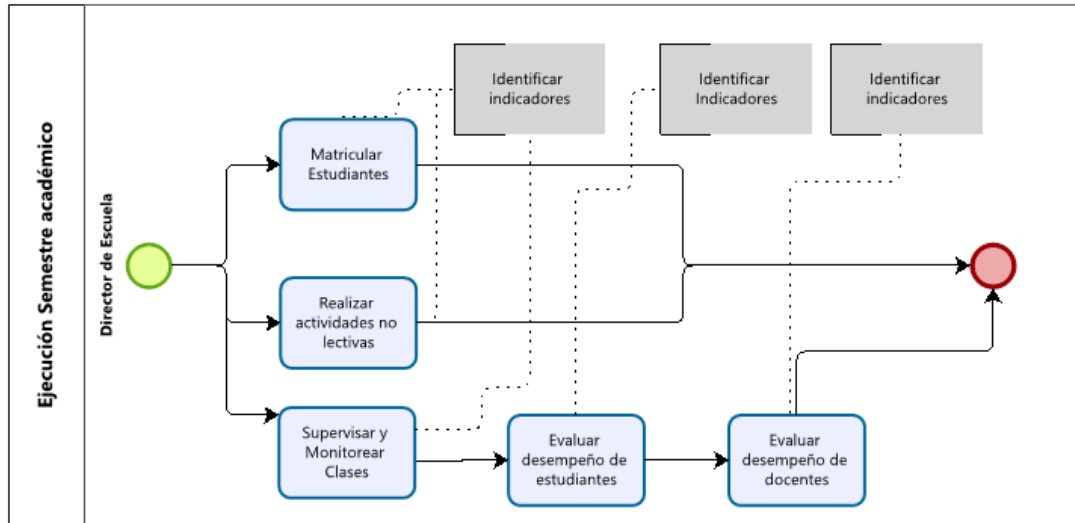 Ejecución Semestre académico
Director de Escuela
Identificar
indicadores
Identificar
Indicadores
Identificar
indicadores
Matricular
Estudiantes
Realizar
actividades no
lectivas
Supervisar y
Monitorear
Clases
Evaluar
desempeño de
estudiantes
Evaluar
desempeño de
docentes